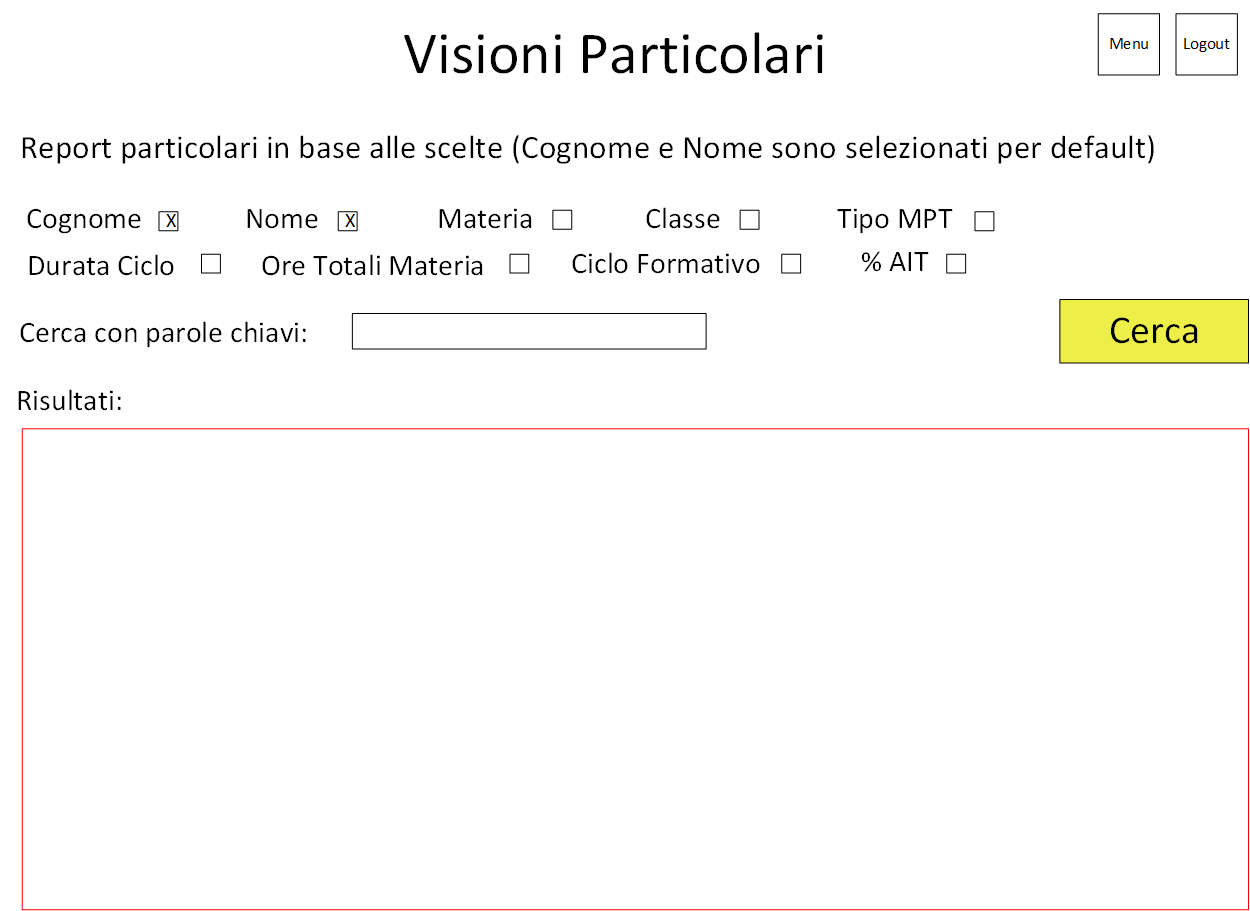 Visioni Particolari
Menu
Logout
Report particolari in base alle scelte (Cognome e Nome sono selezionati per default)
Cognome X Nome X Materia Classe Tipo MPT
Durata Ciclo Ore Totali Materia Ciclo Formativo % AIT
Cerca con parole chiavi:
Cerca
Risultati: